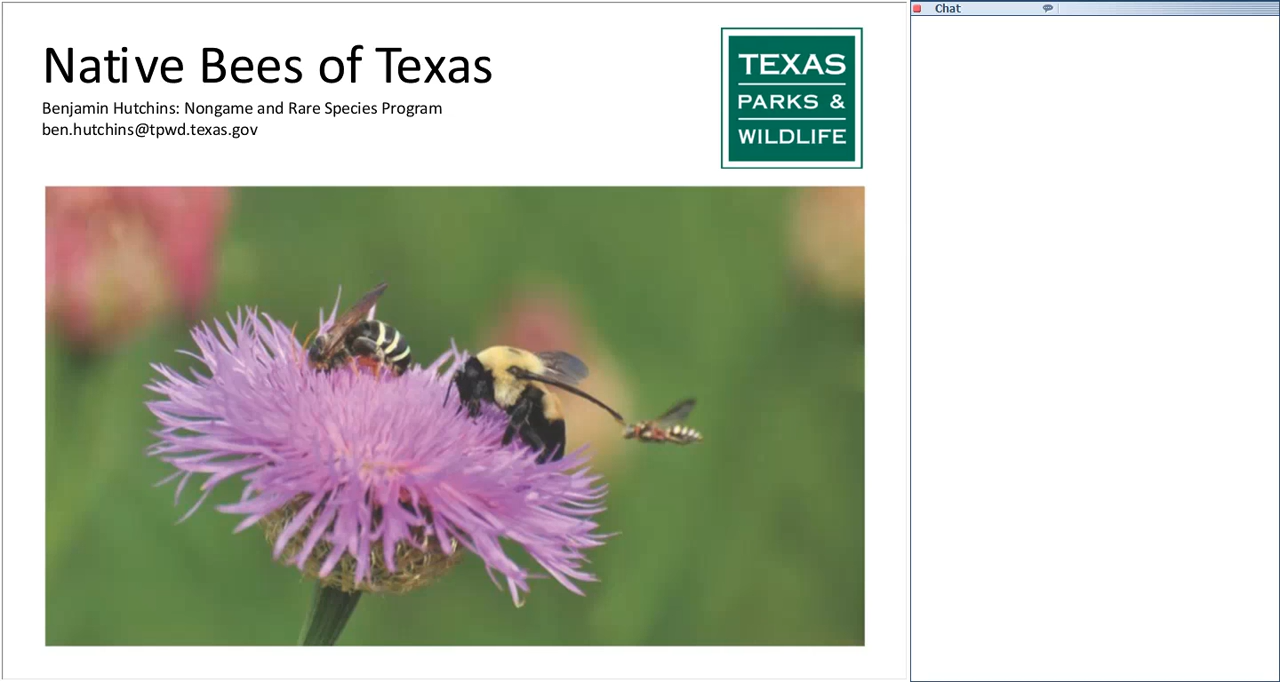 Native Bees of Texas
Benjamin Hutchins: Nongame and Rare Species Program
ben.hutchins@tpwd.texas.gov
TEXAS
PARKS &
WILDLIFE
Chat